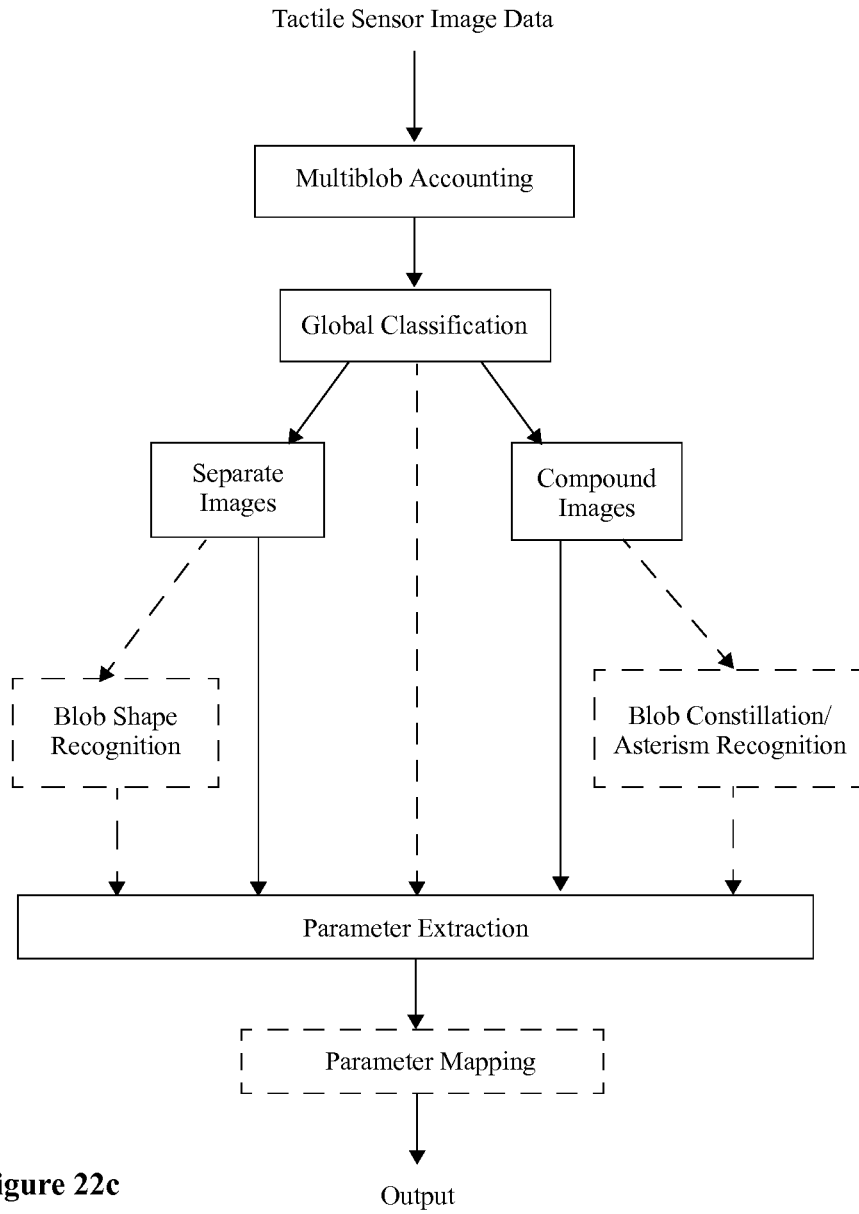 Tactile Sensor Image Data
Multiblob Accounting
Global Classification
Separate
Images
Compound
Images
Blob Shape
Recognition
Blob Constillation/
Asterism Recognition
Parameter Extraction
Parameter Mapping
Output
igure 22c